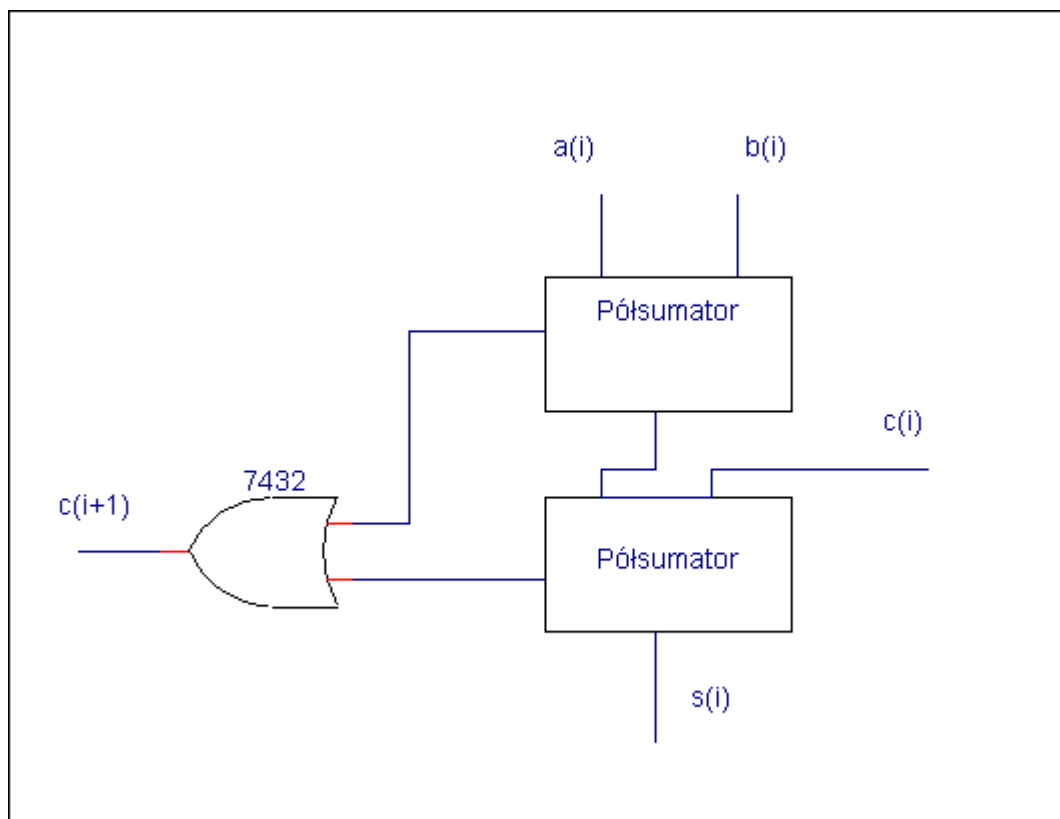 a(i)
b(i)
Półsumator
c(i)
7432
c(i+1)
Półsumator
s(i)